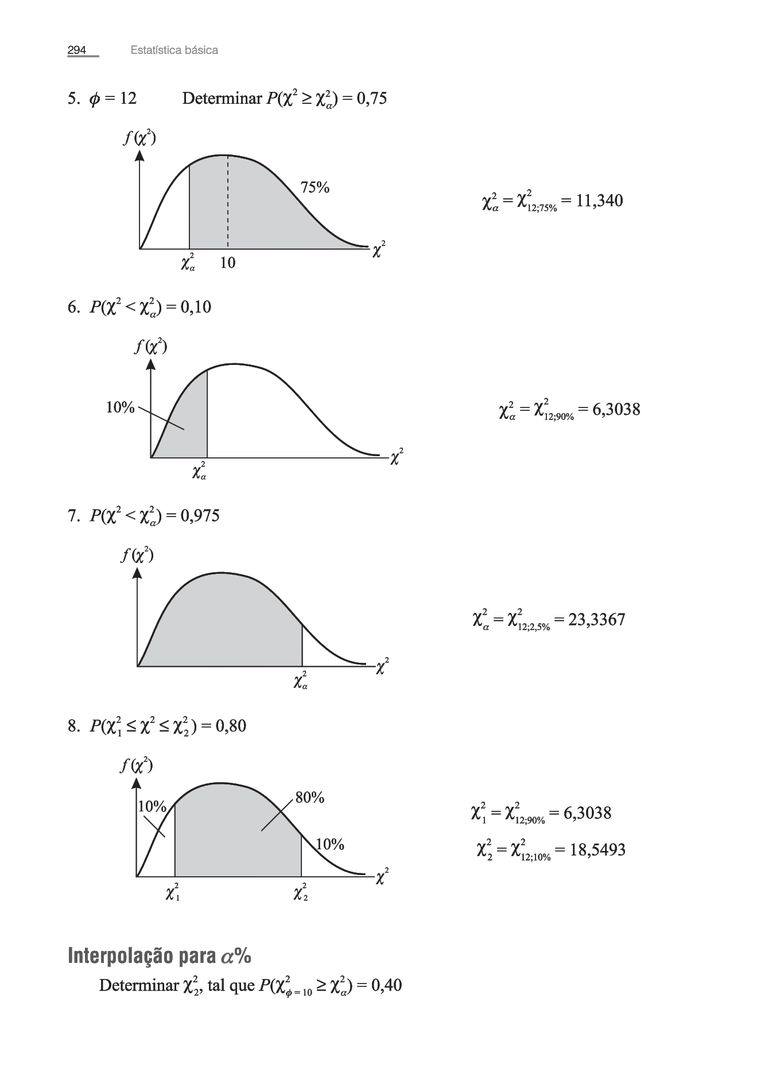 294 Estatística básica
5. ϕ = 12 Determinar P(χ² ≥ χ²α) = 0,75
f(χ²)
75%
χ²α = χ²12;75% = 11,340
χ²
χ²α 10
6. P(χ² < χ²α) = 0,10
f(χ²)
10%
χ²α = χ²12;90% = 6,3038
χ²
χ²α
7. P(χ² < χ²α) = 0,975
f(χ²)
χ²α = χ²12;2,5% = 23,3367
χ²
χ²α
8. P(χ²1 ≤ χ² ≤ χ²2) = 0,80
f(χ²)
10% 80%
χ²1 = χ²12;90% = 6,3038
10%
χ²2 = χ²12;10% = 18,5493
χ²
χ²1 χ²2
Interpolação para α%
Determinar χ²2, tal que P(χ²ϕ = 10 ≥ χ²α) = 0,40